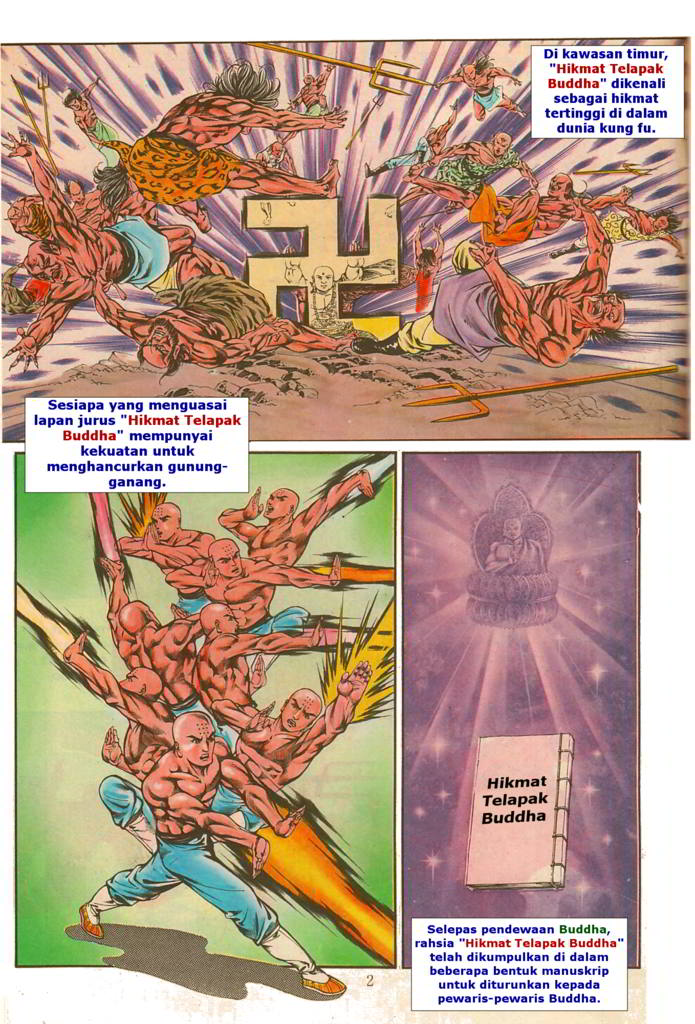 Di kawasan timur,
"Hikmat Telapak
Buddha" dikenali
sebagai hikmat
tertinggi di dalam
dunia kung fu.
Sesiapa yang menguasai
lapan jurus "Hikmat Telapak
Buddha" mempunyai
kekuatan untuk
menghancurkan gunung-
ganang.
Hikmat
Telapak
Buddha
Selepas pendewaan Buddha,
rahsia "Hikmat Telapak Buddha"
telah dikumpulkan di dalam
beberapa bentuk manuskrip
untuk diturunkan kepada
pewaris-pewaris Buddha.
2